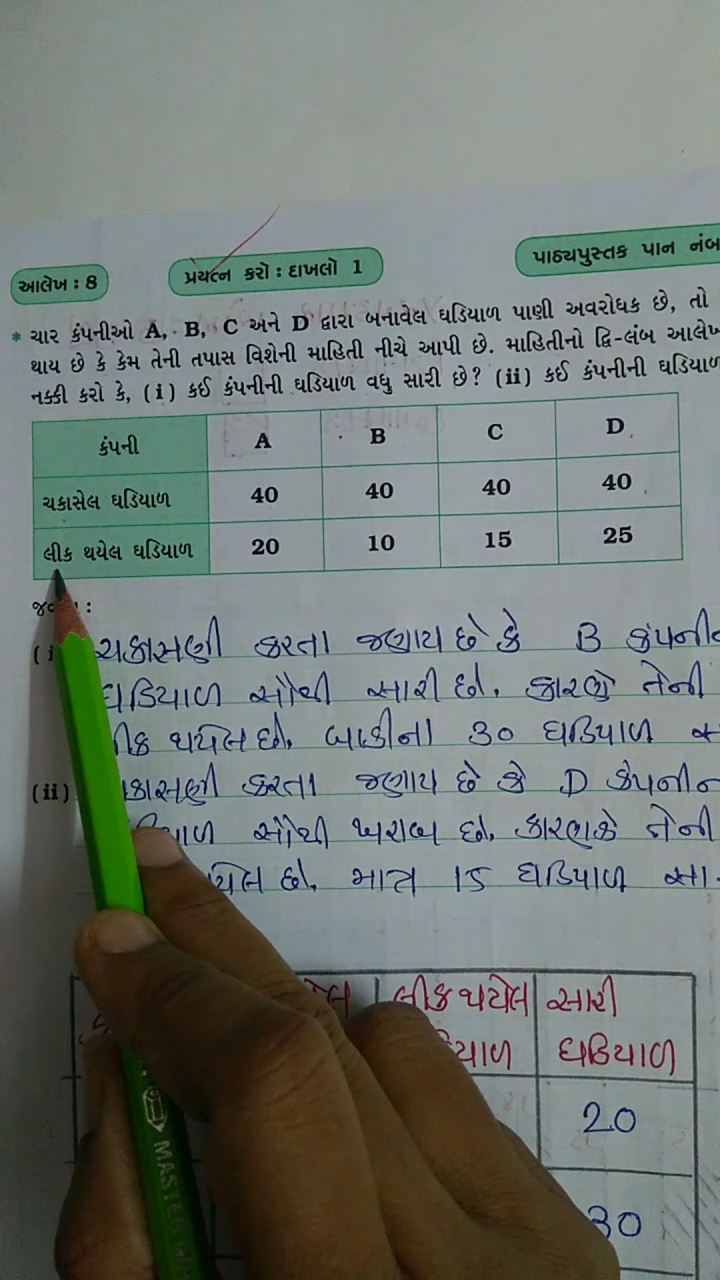 આલેખ : 8 પ્રયત્ન કરો : દાખલો 1 પાઠ્યપુસ્તક પાન નંબ
* ચાર કંપનીઓ A, B, C અને D દ્વારા બનાવેલ ઘડિયાળ પાણી અવરોધક છે, તો
થાય છે કે કેમ તેની તપાસ વિશેની માહિતી નીચે આપી છે. માહિતીનો દ્વિ-લંબ આલેખ
નક્કી કરો કે, (i) કઈ કંપનીની ઘડિયાળ વધુ સારી છે? (ii) કઈ કંપનીની ઘડિયાળ
કંપની A B C D
ચકાસેલ ઘડિયાળ 40 40 40 40
લીક થયેલ ઘડિયાળ 20 10 15 25
ચકાસણી કરતા જણાય છે કે B કંપનીન
ઘડિયાળ સૌથી સારી છે. કારણકે તેની
લીક થયેલ છે. બાકીના 30 ઘડિયાળ સ
(ii) ચકાસણી કરતા જણાય છે કે D કંપનીન
સૌથી ખરાબ છે. કારણકે તેની
થયેલ છે. માત્ર 15 ઘડિયાળ સા
લીક થયેલ સારી
ઘડિયાળ
20
30
MASTER